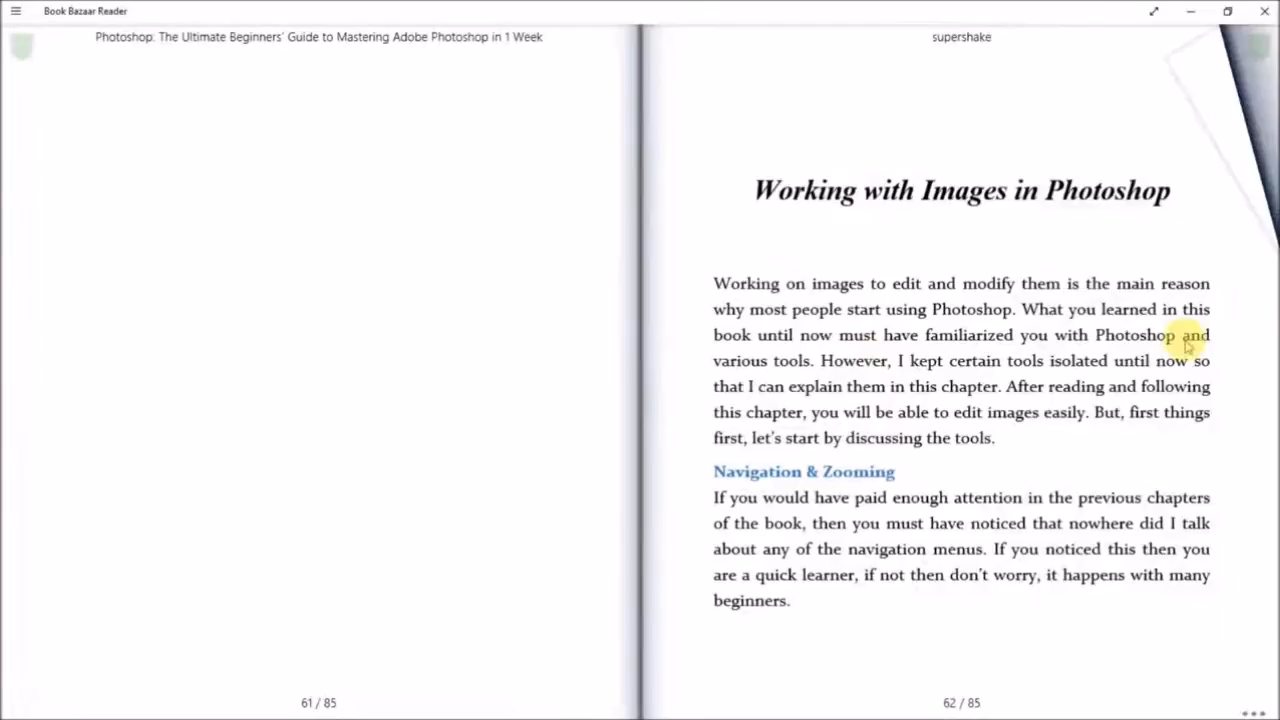 Book Bazaar Reader
Photoshop: The Ultimate Beginners' Guide to Mastering Adobe Photoshop in 1 Week
61 / 85
supershake
Working with Images in Photoshop
Working on images to edit and modify them is the main reason
why most people start using Photoshop. What you learned in this
book until now must have familiarized you with Photoshop and
various tools. However, I kept certain tools isolated until now so
that I can explain them in this chapter. After reading and following
this chapter, you will be able to edit images easily. But, first things
first, let's start by discussing the tools.
Navigation & Zooming
If you would have paid enough attention in the previous chapters
of the book, then you must have noticed that nowhere did I talk
about any of the navigation menus. If you noticed this then you
are a quick learner, if not then don't worry, it happens with many
beginners.
62 / 85